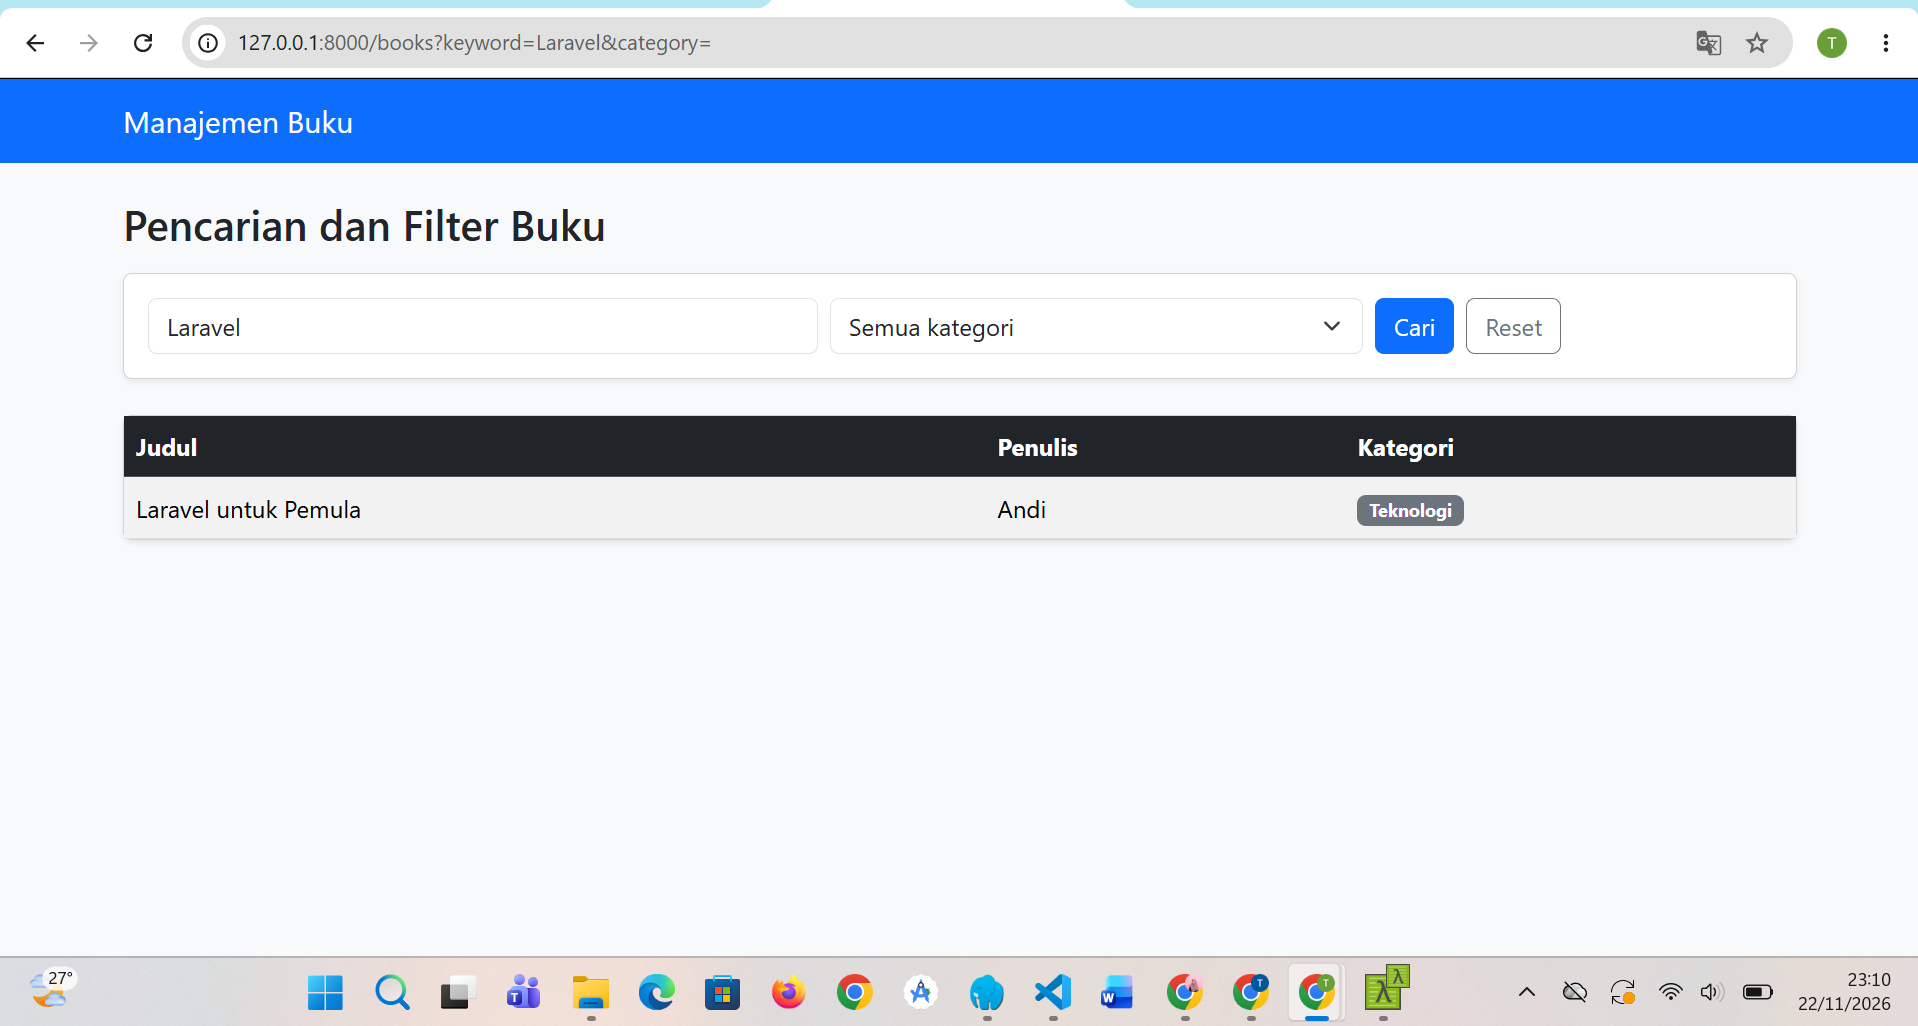 127.0.0.1:8000/books?keyword=Laravel&category=
T
Manajemen Buku
Pencarian dan Filter Buku
Laravel
Semua kategori
Cari
Reset
Judul Penulis Kategori
Laravel untuk Pemula Andi Teknologi
27°
23:10
22/11/2026